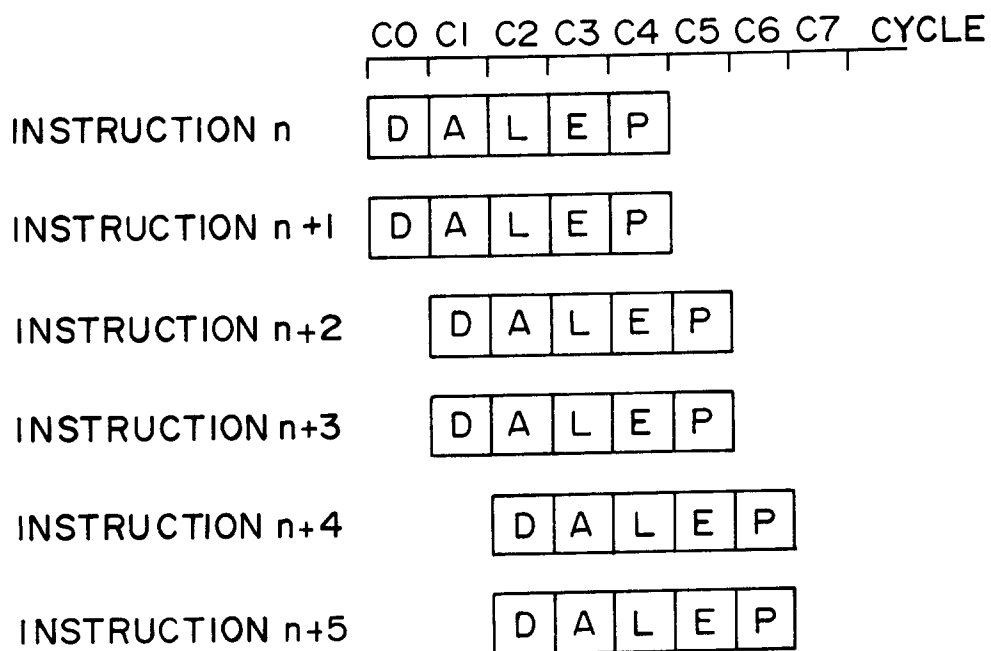 C0 C1 C2 C3 C4 C5 C6 C7 CYCLE
INSTRUCTION n D A L E P
INSTRUCTION n+1 D A L E P
INSTRUCTION n+2 D A L E P
INSTRUCTION n+3 D A L E P
INSTRUCTION n+4 D A L E P
INSTRUCTION n+5 D A L E P